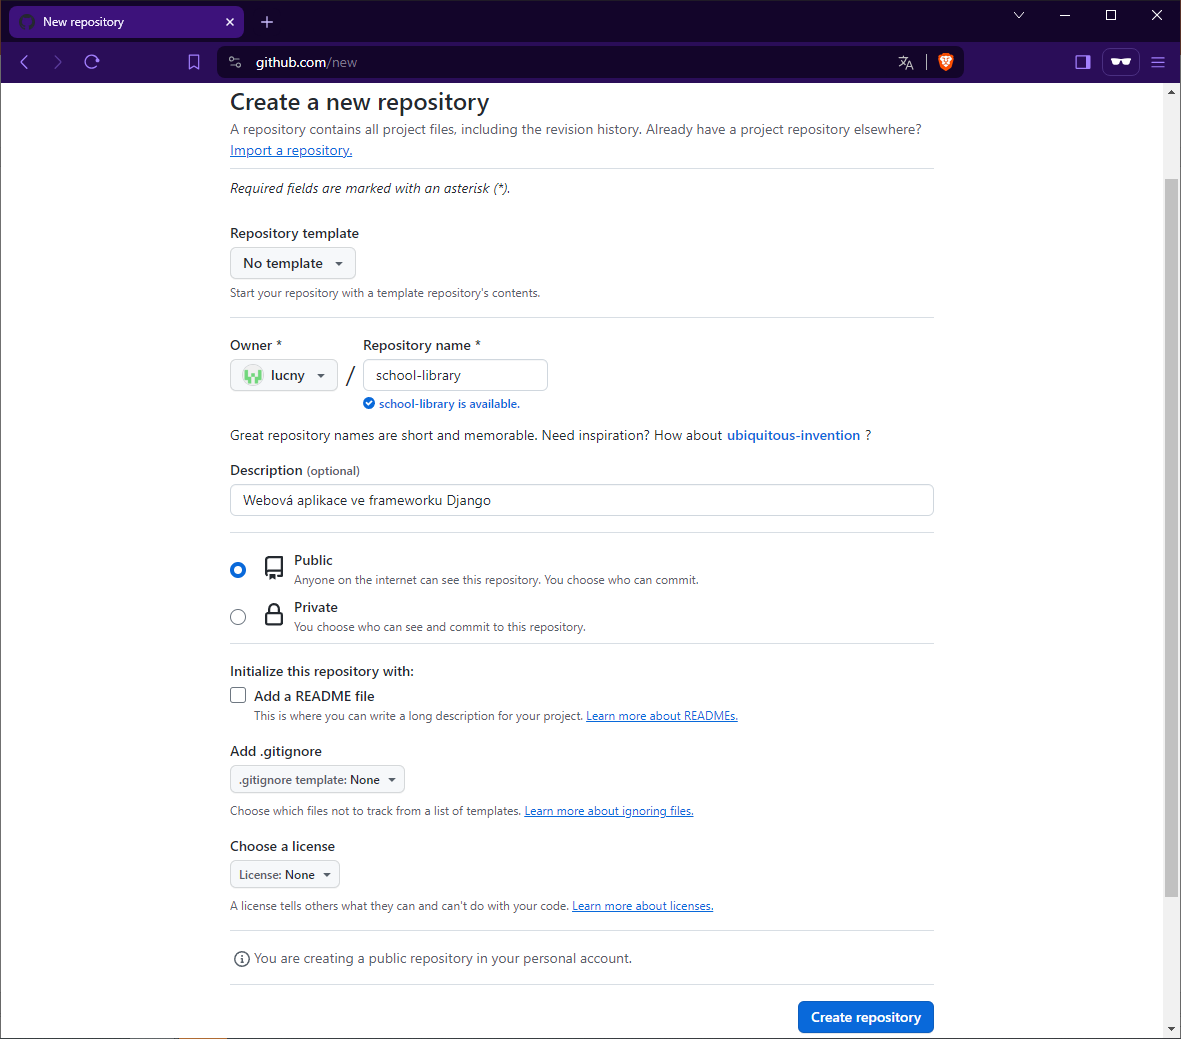 New repository
github.com/new
Create a new repository
A repository contains all project files, including the revision history. Already have a project repository elsewhere?
Import a repository.
Required fields are marked with an asterisk (*).
Repository template
No template
Start your repository with a template repository's contents.
Owner * Repository name *
lucny / school-library
school-library is available.
Great repository names are short and memorable. Need inspiration? How about ubiquitous-invention ?
Description (optional)
Webová aplikace ve frameworku Django
Public
Anyone on the internet can see this repository. You choose who can commit.
Private
You choose who can see and commit to this repository.
Initialize this repository with:
Add a README file
This is where you can write a long description for your project. Learn more about READMEs.
Add .gitignore
.gitignore template: None
Choose which files not to track from a list of templates. Learn more about ignoring files.
Choose a license
License: None
A license tells others what they can and can't do with your code. Learn more about licenses.
You are creating a public repository in your personal account.
Create repository